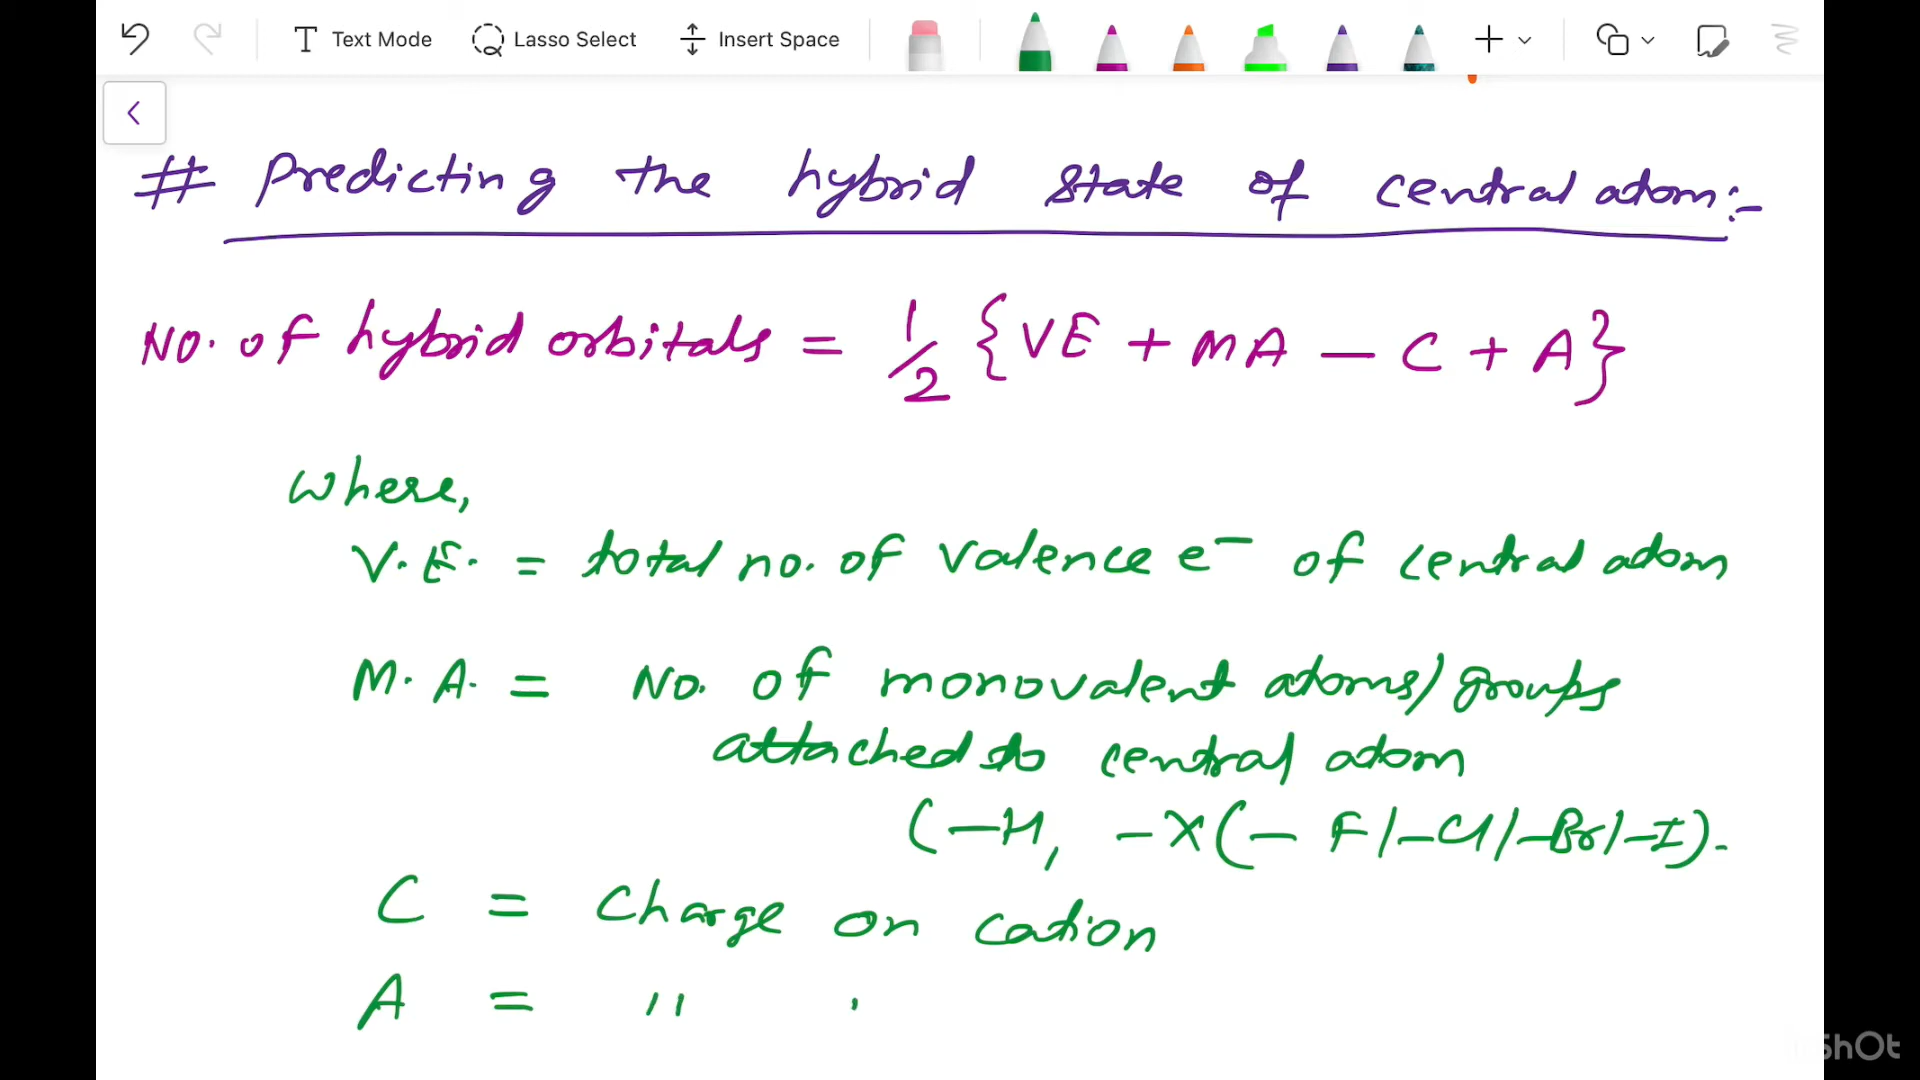 Text Mode Lasso Select Insert Space
# Predicting the hybrid state of central atom:-
NO. of hybrid orbitals = 1/2 {VE + MA - C + A}
where,
V.E. = total no. of valence e⁻ of central atom
M.A. = No. of monovalent atoms/groups
attached to central atom
(-H, -X(-F/-Cl/-Br/-I).
C = Charge on cation
A = "